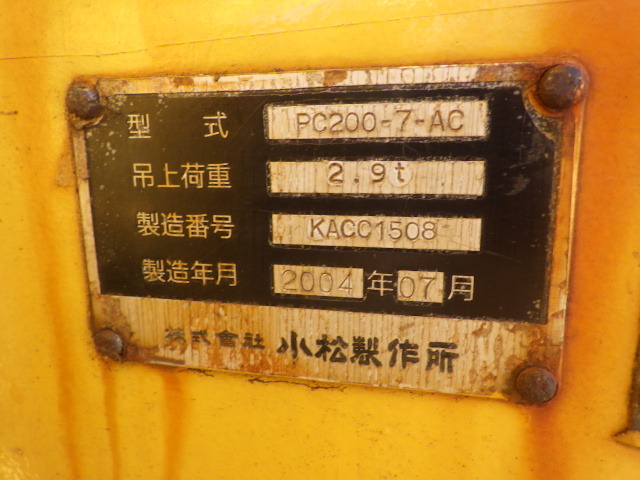 型式 PC200-7-AC
吊上荷重 2.9t
製造番号 KACC1508
製造年月 2004年07月
株式會社 小松製作所